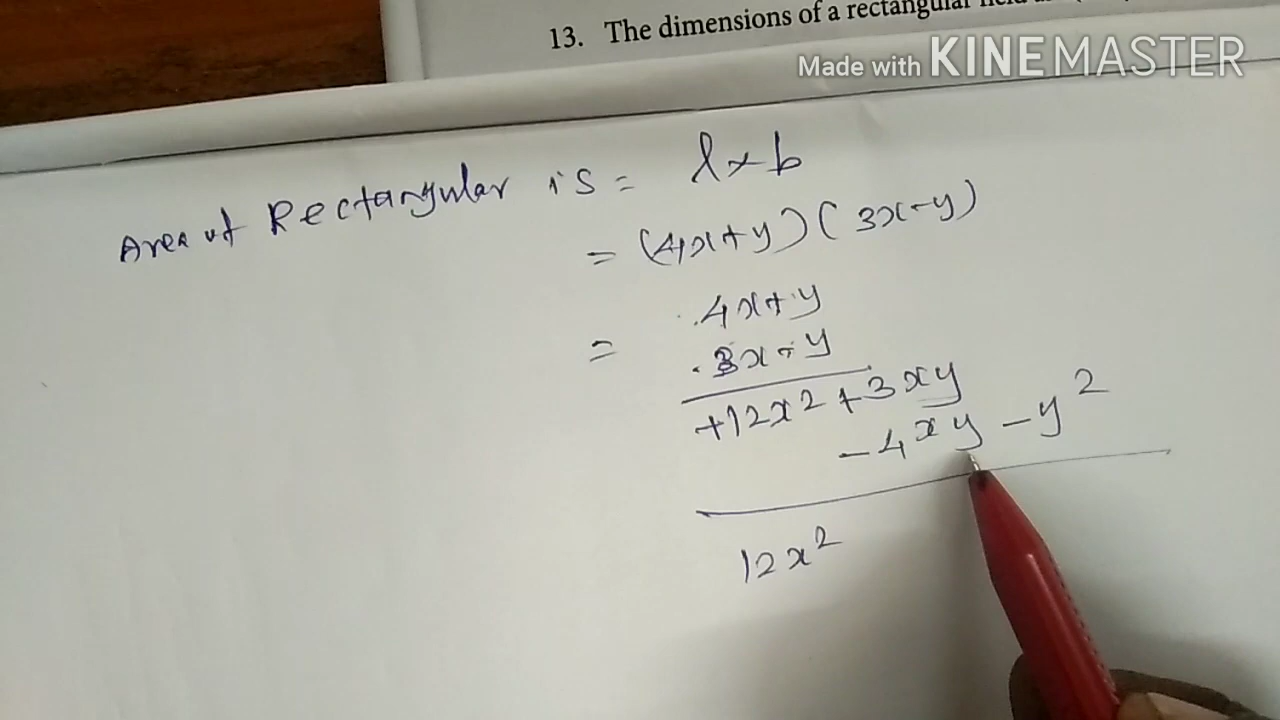 13. The dimensions of a rectangular
Made with KINEMASTER
Area of Rectangular is = l × b
= (4x+y)(3x-y)
= 4x+y
3x-y
+12x² +3xy
-4xy -y²
12x²